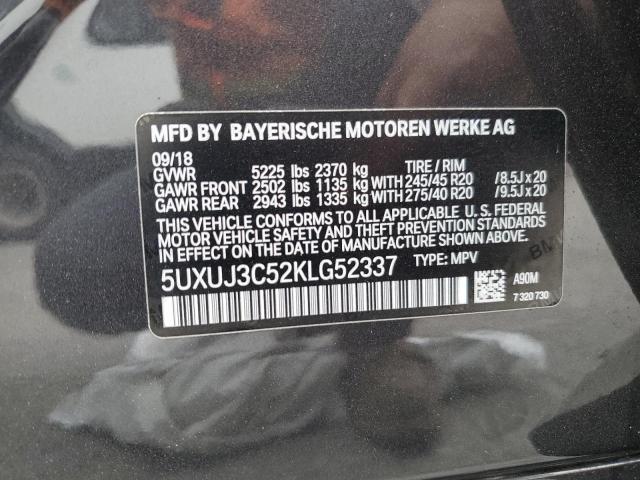 MFD BY BAYERISCHE MOTOREN WERKE AG
09/18
GVWR 5225 lbs 2370 kg TIRE / RIM
GAWR FRONT 2502 lbs 1135 kg WITH 245/45 R20 /8.5J x 20
GAWR REAR 2943 lbs 1335 kg WITH 275/40 R20 /9.5J x 20
THIS VEHICLE CONFORMS TO ALL APPLICABLE U. S. FEDERAL
MOTOR VEHICLE SAFETY AND THEFT PREVENTION STANDARDS
IN EFFECT ON THE DATE OF MANUFACTURE SHOWN ABOVE.
5UXUJ3C52KLG52337 TYPE: MPV
A90M
7 320 730